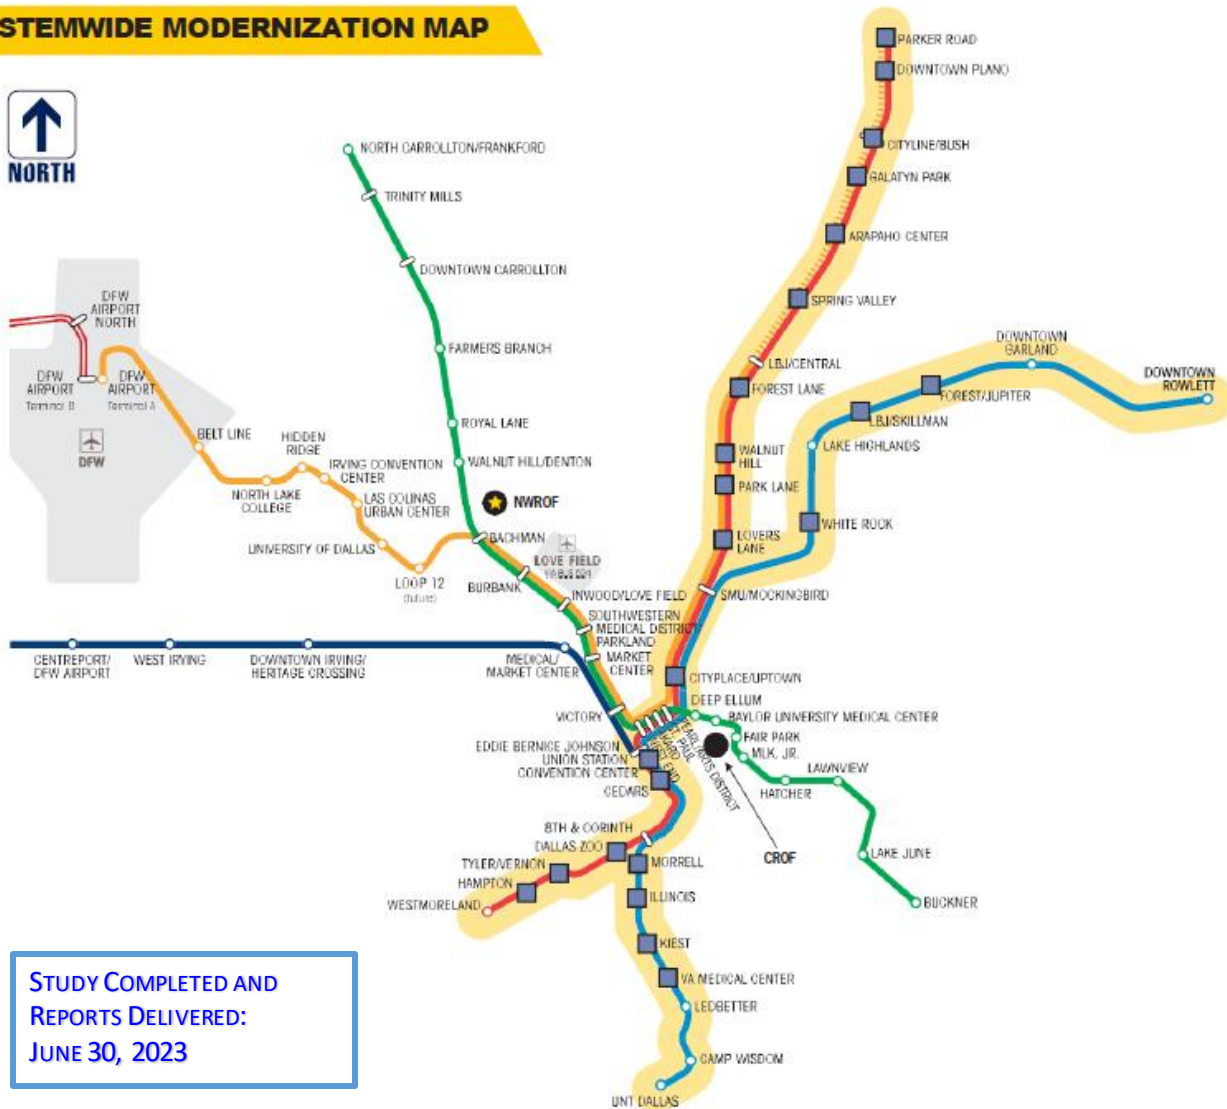 STEMWIDE MODERNIZATION MAP
NORTH
PARKER ROAD
DOWNTOWN PLANO
CITYLINE/BUSH
GALATYN PARK
ARAPAHO CENTER
SPRING VALLEY
LBJ/CENTRAL
FOREST LANE
WALNUT
HILL
PARK LANE
LOVERS
LANE
SMU/MOCKINGBIRD
CITYPLACE/UPTOWN
DOWNTOWN
GARLAND
DOWNTOWN
ROWLETT
FOREST/JUPITER
LBJ/SKILLMAN
LAKE HIGHLANDS
WHITE ROCK
NORTH CARROLLTON/FRANKFORD
TRINITY MILLS
DOWNTOWN CARROLLTON
FARMERS BRANCH
ROYAL LANE
WALNUT HILL/DENTON
NWROF
BACHMAN
LOVE FIELD
BURBANK
INWOOD/LOVE FIELD
SOUTHWESTERN
MEDICAL DISTRICT/
PARKLAND
MARKET
CENTER
VICTORY
DFW
AIRPORT
NORTH
DFW
AIRPORT
Terminal B
DFW
AIRPORT
Terminal A
DFW
BELT LINE
NORTH LAKE
COLLEGE
HIDDEN
RIDGE
IRVING CONVENTION
CENTER
LAS COLINAS
URBAN CENTER
UNIVERSITY OF DALLAS
LOOP 12
(future)
CENTREPORT/
DFW AIRPORT
WEST IRVING
DOWNTOWN IRVING/
HERITAGE CROSSING
MEDICAL/
MARKET CENTER
EDDIE BERNICE JOHNSON
UNION STATION
CONVENTION CENTER
CEDARS
WEST END
AKARD
ST. PAUL
PEARL/ARTS DISTRICT
DEEP ELLUM
BAYLOR UNIVERSITY MEDICAL CENTER
FAIR PARK
MLK, JR.
HATCHER
LAWNVIEW
LAKE JUNE
BUCKNER
CROF
8TH & CORINTH
DALLAS ZOO
TYLER/VERNON
HAMPTON
WESTMORELAND
MORRELL
ILLINOIS
KIEST
VA MEDICAL CENTER
LEDBETTER
CAMP WISDOM
UNT DALLAS
STUDY COMPLETED AND
REPORTS DELIVERED:
JUNE 30, 2023